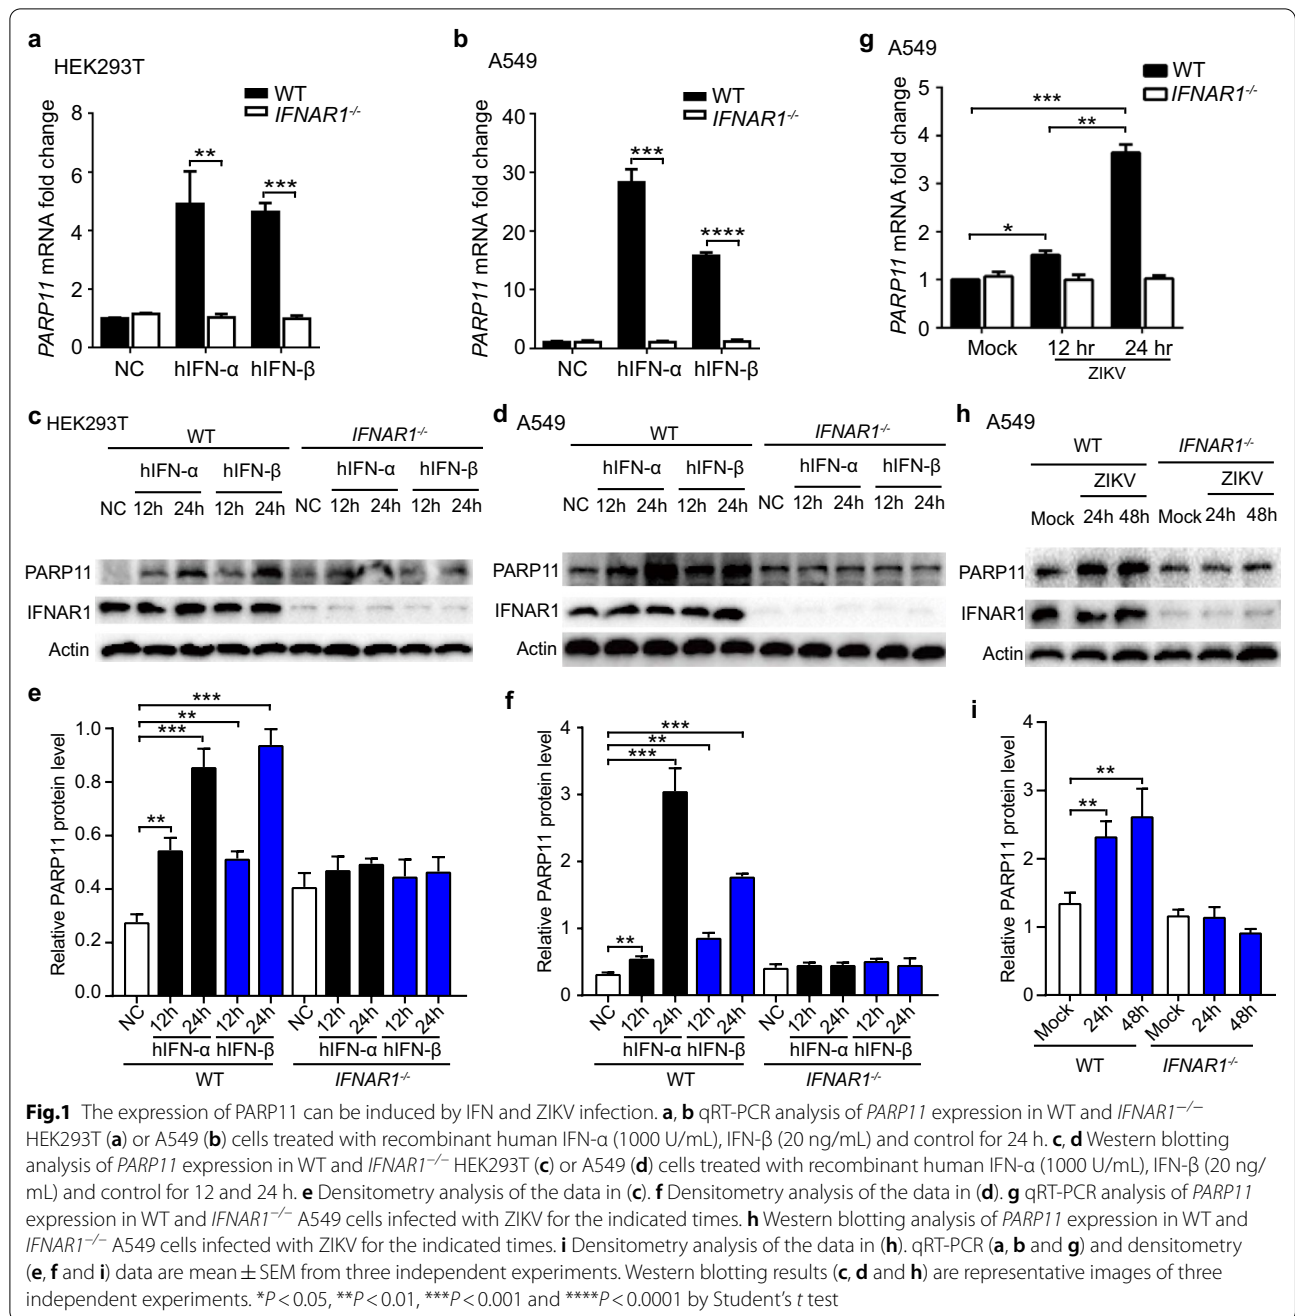 a
HEK293T
WT
IFNAR1-/-
PARP11 mRNA fold change
8
6
4
2
0
**
***
NC hIFN-α hIFN-β
b
A549
WT
IFNAR1-/-
PARP11 mRNA fold change
40
30
20
10
0
***
****
NC hIFN-α hIFN-β
g
A549
WT
IFNAR1-/-
PARP11 mRNA fold change
5
4
3
2
1
0
***
**
*
Mock 12 hr 24 hr
ZIKV
c HEK293T
WT IFNAR1-/-
hIFN-α hIFN-β hIFN-α hIFN-β
NC 12h 24h 12h 24h NC 12h 24h 12h 24h
PARP11
IFNAR1
Actin
d A549
WT IFNAR1-/-
hIFN-α hIFN-β hIFN-α hIFN-β
NC 12h 24h 12h 24h NC 12h 24h 12h 24h
PARP11
IFNAR1
Actin
h A549
WT IFNAR1-/-
ZIKV ZIKV
Mock 24h 48h Mock 24h 48h
PARP11
IFNAR1
Actin
e
Relative PARP11 protein level
1.0
0.8
0.6
0.4
0.2
0.0
***
**
***
**
NC 12h 24h 12h 24h NC 12h 24h 12h 24h
hIFN-α hIFN-β hIFN-α hIFN-β
WT IFNAR1-/-
f
Relative PARP11 protein level
4
3
2
1
0
***
**
***
**
NC 12h 24h 12h 24h NC 12h 24h 12h 24h
hIFN-α hIFN-β hIFN-α hIFN-β
WT IFNAR1-/-
i
Relative PARP11 protein level
4
3
2
1
0
**
**
Mock 24h 48h Mock 24h 48h
WT IFNAR1-/-
Fig.1 The expression of PARP11 can be induced by IFN and ZIKV infection. a, b qRT-PCR analysis of PARP11 expression in WT and IFNAR1−/−
HEK293T (a) or A549 (b) cells treated with recombinant human IFN-α (1000 U/mL), IFN-β (20 ng/mL) and control for 24 h. c, d Western blotting
analysis of PARP11 expression in WT and IFNAR1−/− HEK293T (c) or A549 (d) cells treated with recombinant human IFN-α (1000 U/mL), IFN-β (20 ng/
mL) and control for 12 and 24 h. e Densitometry analysis of the data in (c). f Densitometry analysis of the data in (d). g qRT-PCR analysis of PARP11
expression in WT and IFNAR1−/− A549 cells infected with ZIKV for the indicated times. h Western blotting analysis of PARP11 expression in WT and
IFNAR1−/− A549 cells infected with ZIKV for the indicated times. i Densitometry analysis of the data in (h). qRT-PCR (a, b and g) and densitometry
(e, f and i) data are mean ± SEM from three independent experiments. Western blotting results (c, d and h) are representative images of three
independent experiments. *P < 0.05, **P < 0.01, ***P < 0.001 and ****P < 0.0001 by Student's t test